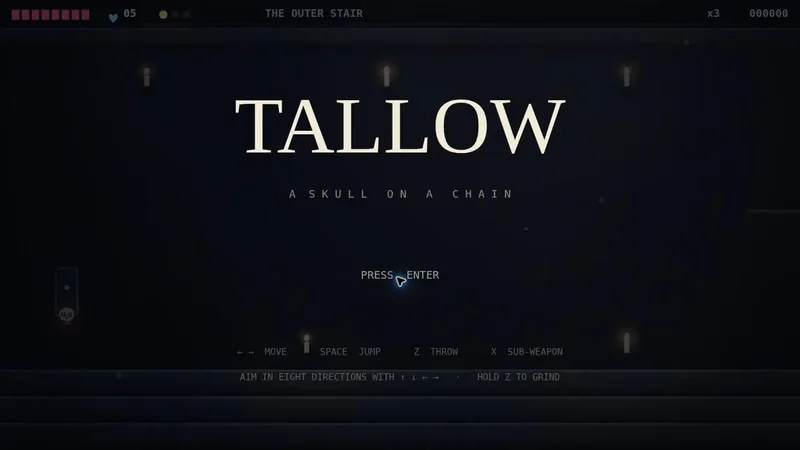 05 THE OUTER STAIR x3 000000
TALLOW
A SKULL ON A CHAIN
PRESS ENTER
← → MOVE SPACE JUMP Z THROW X SUB-WEAPON
AIM IN EIGHT DIRECTIONS WITH ↑ ↓ ← → · HOLD Z TO GRIND